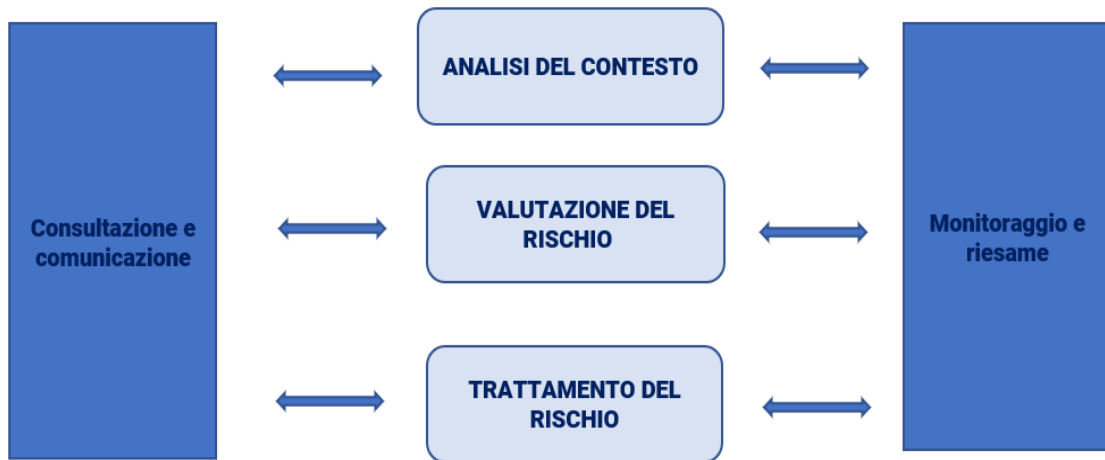 ANALISI DEL CONTESTO
Consultazione e
comunicazione
VALUTAZIONE DEL
RISCHIO
Monitoraggio e
riesame
TRATTAMENTO DEL
RISCHIO